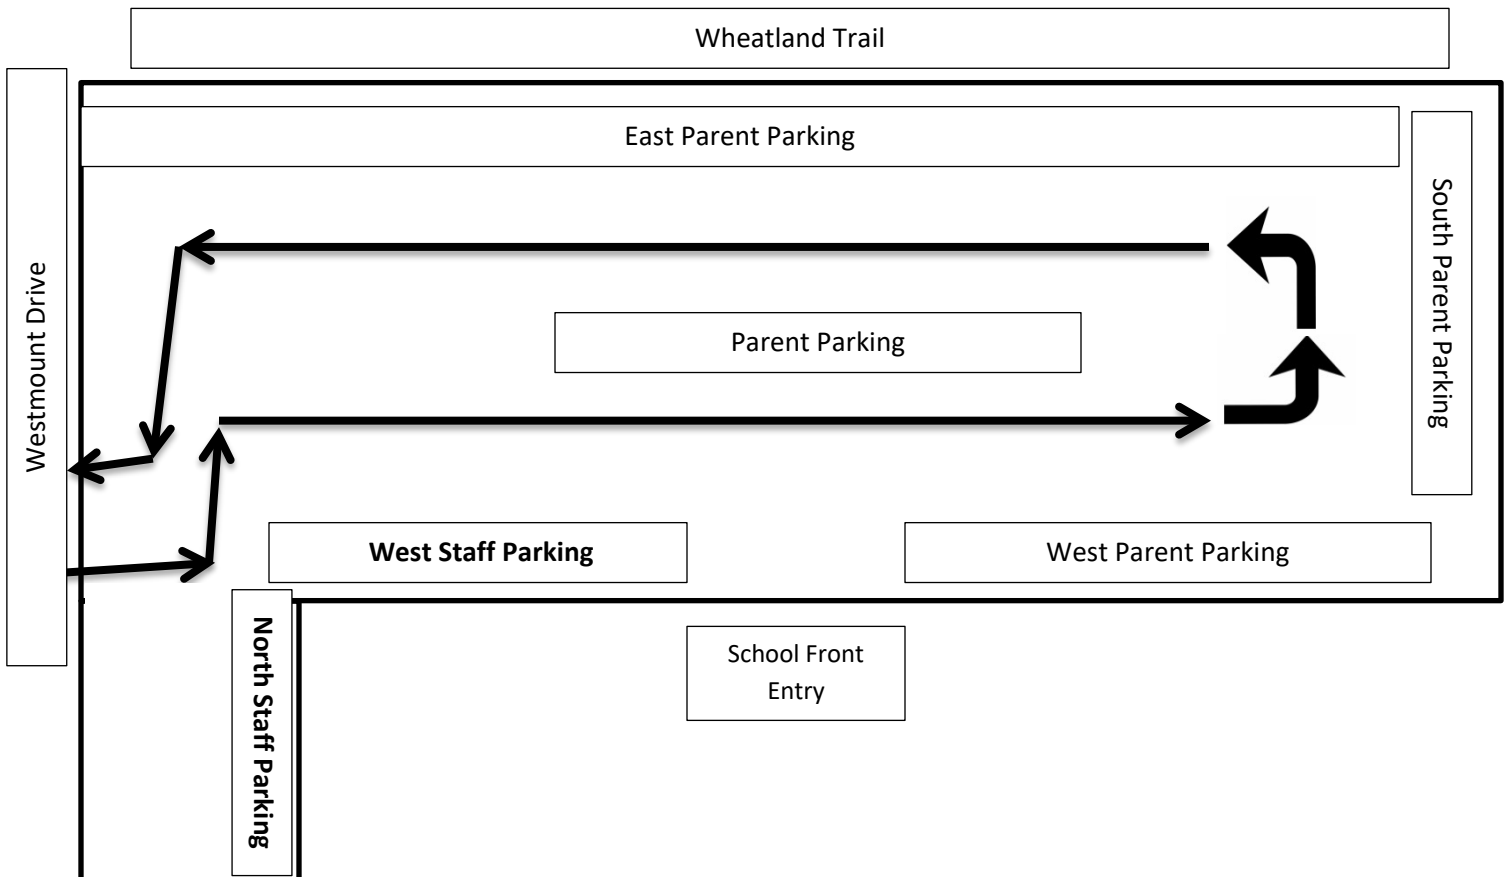 Wheatland Trail
East Parent Parking
South Parent Parking
Westmount Drive
Parent Parking
West Staff Parking
West Parent Parking
North Staff Parking
School Front
Entry